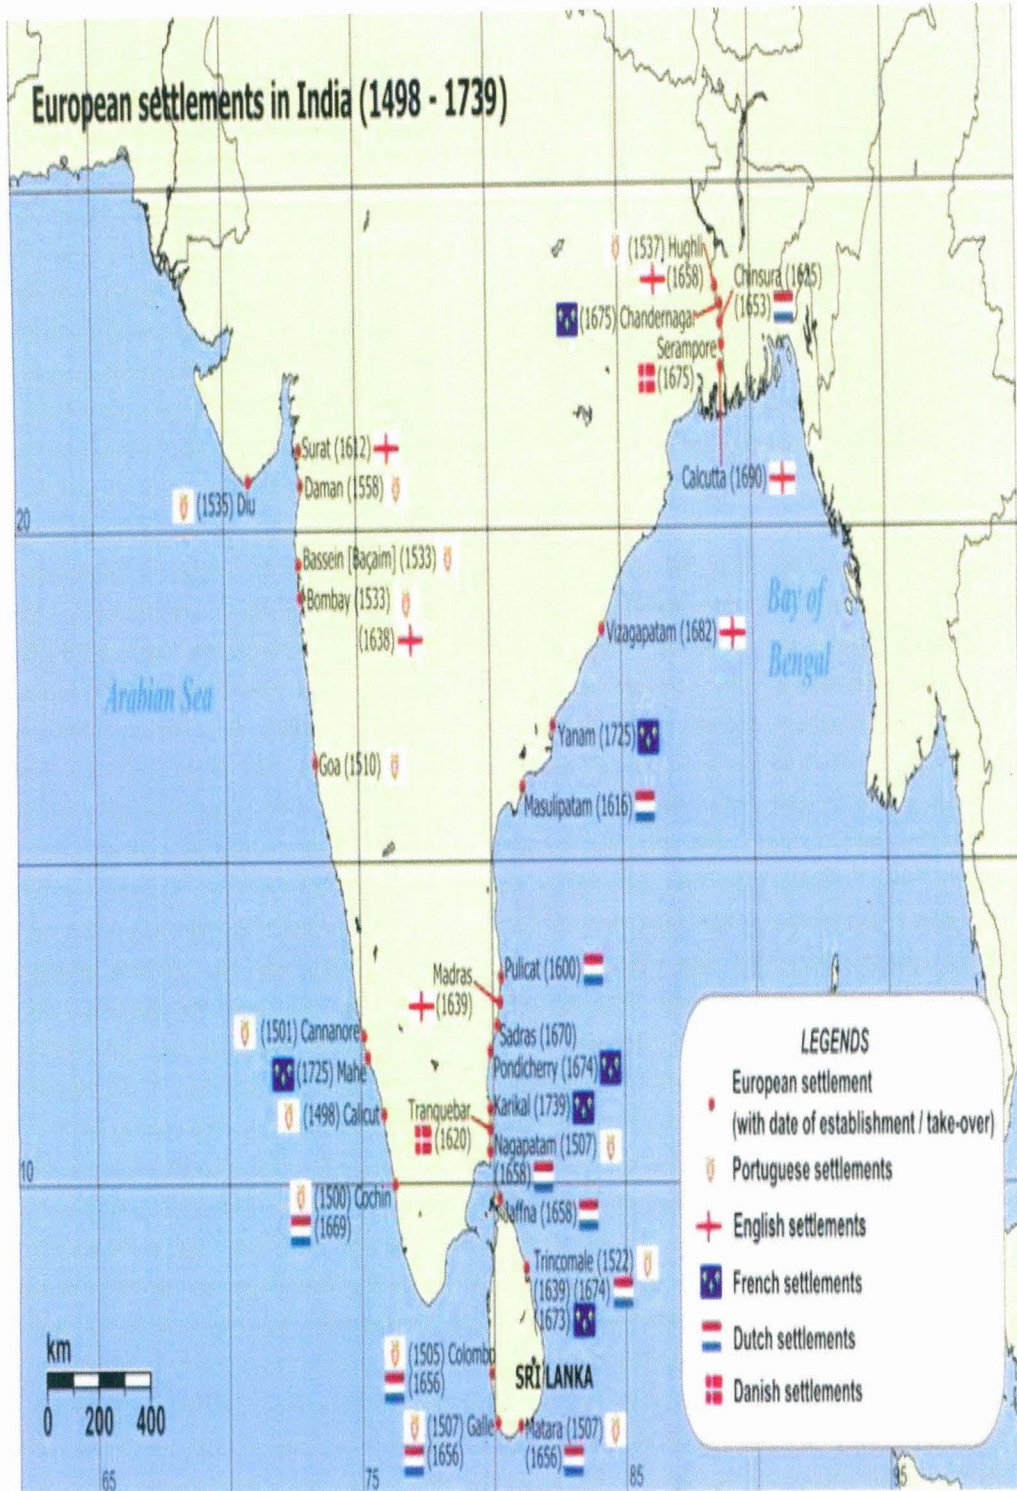 European settlements in India (1498 - 1739)
(1537) Hughli
(1658)
Chinsura (1625)
(1653)
(1675) Chandernagar
Serampore
(1675)
Surat (1612)
Daman (1558)
(1535) Diu
Calcutta (1690)
20
Bassein [Baçaim] (1533)
Bombay (1533)
(1638)
Bay of
Bengal
Vizagapatam (1682)
Arabian Sea
Yanam (1725)
Goa (1510)
Masulipatam (1616)
Pulicat (1600)
Madras
(1639)
Sadras (1670)
(1501) Cannanore
Pondicherry (1674)
(1725) Mahe
Karikal (1739)
(1498) Calicut
Tranquebar
(1620)
Nagapatam (1507)
(1658)
10
(1500) Cochin
(1669)
Jaffna (1658)
Trincomale (1522)
(1639) (1674)
(1673)
(1505) Colombo
(1656)
SRI LANKA
(1507) Galle
(1656)
Matara (1507)
(1656)
km
0 200 400
65
75
85
95
LEGENDS
European settlement
(with date of establishment / take-over)
Portuguese settlements
English settlements
French settlements
Dutch settlements
Danish settlements